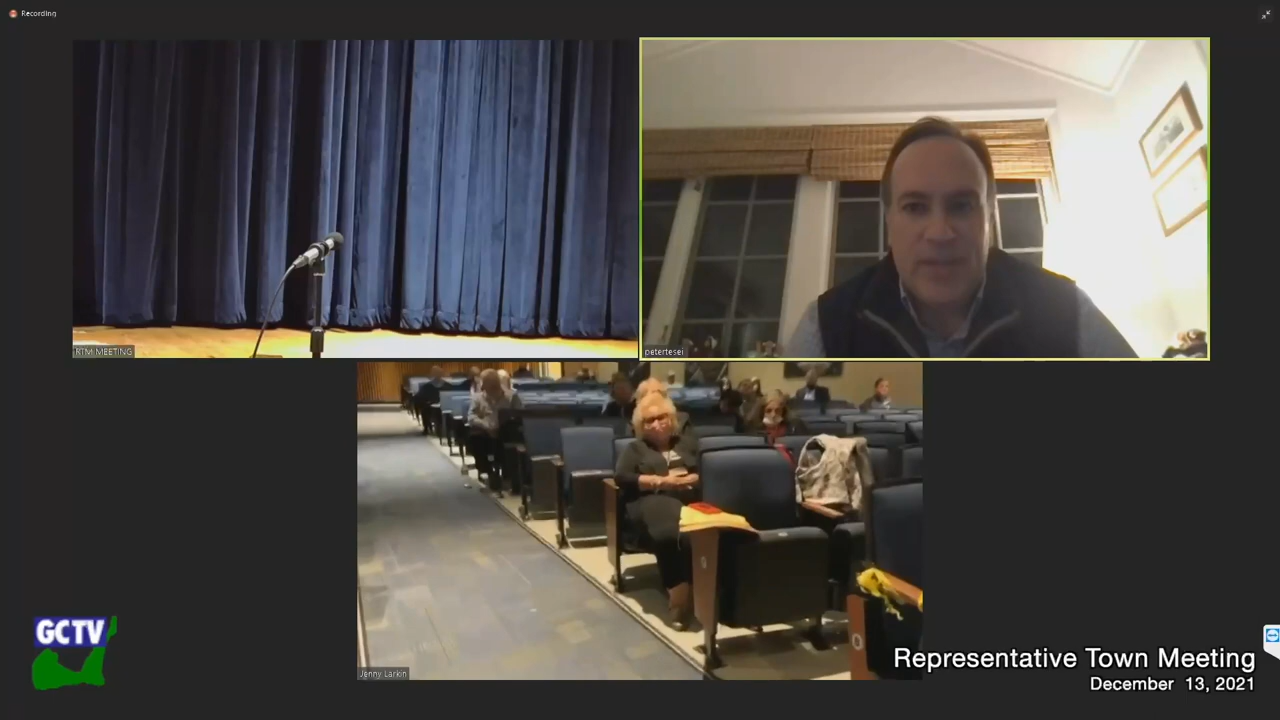 Recording
RTM MEETING
petertesei
Jenny Larkin
GCTV
Representative Town Meeting
December 13, 2021